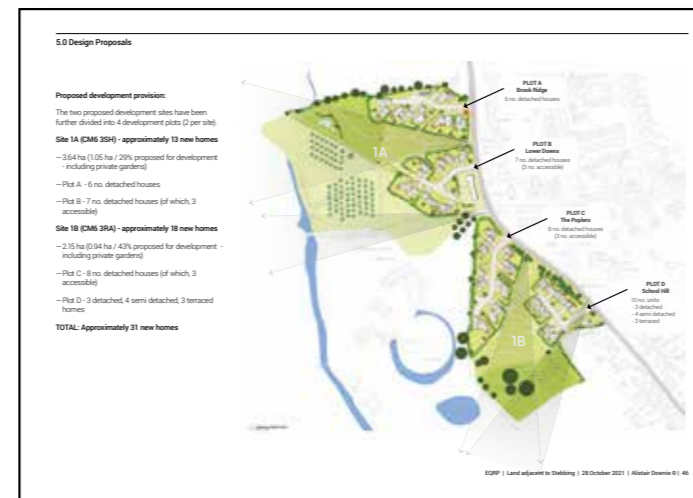 5.0 Design Proposals
Proposed development provision:
The two proposed development sites have been
further divided into 4 development plots (2 per site).
Site 1A (CM6 3SH) - approximately 13 new homes
– 3.64 ha (1.05 ha / 29% proposed for development
- including private gardens)
– Plot A - 6 no. detached houses
– Plot B - 7 no. detached houses (of which, 3
accessible)
Site 1B (CM6 3RA) - approximately 18 new homes
– 2.15 ha (0.94 ha / 43% proposed for development -
including private gardens)
– Plot C - 8 no. detached houses (of which, 3
accessible)
– Plot D - 3 detached, 4 semi detached, 3 terraced
homes
TOTAL: Approximately 31 new homes
PLOT A
Brook Ridge
6 no. detached houses
PLOT B
Lower Downs
7 no. detached houses
(3 no. accessible)
PLOT C
The Poplers
8 no. detached houses
(3 no. accessible)
PLOT D
School Hill
10 no. units
- 3 detached
- 4 semi detached
- 3 terraced
1A
1B
EQRP | Land adjacent to Stebbing | 28 October 2021 | Alistair Downie © | 46